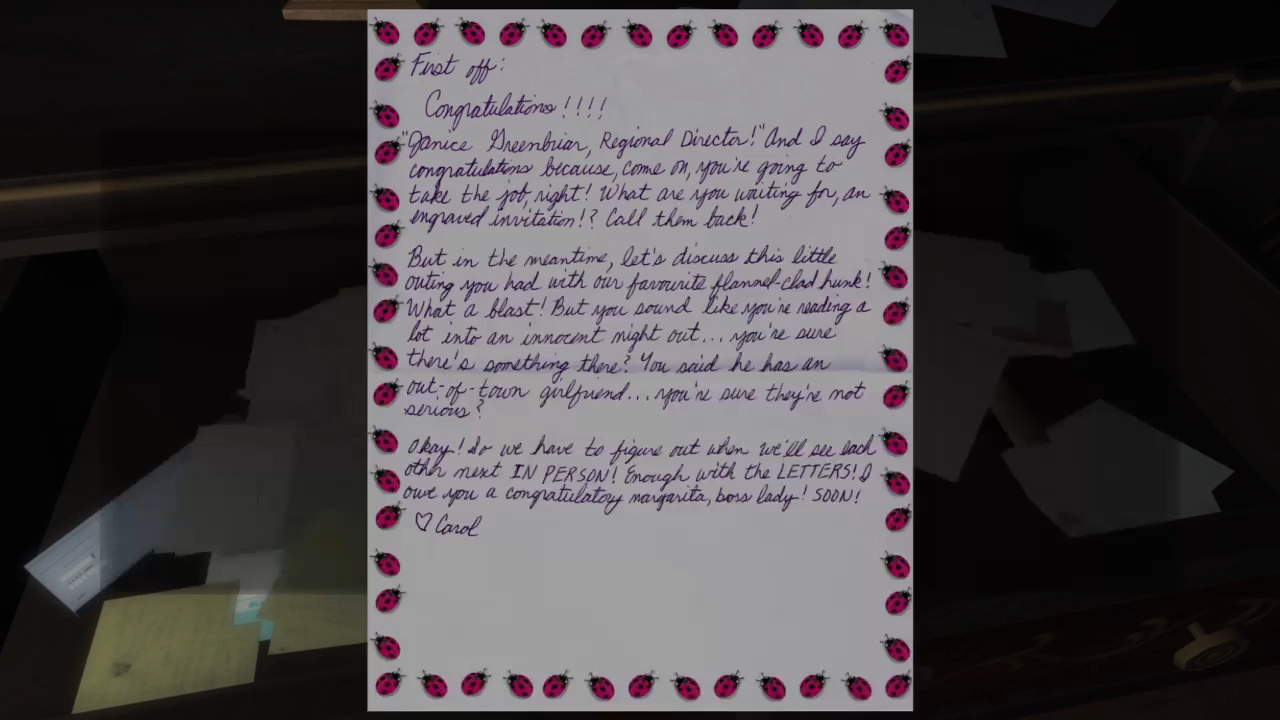 First off:
Congratulations!!!!
"Janice Greenbriar, Regional Director!" And I say
congratulations because, come on, you're going to
take the job, right! What are you waiting for, an
engraved invitation!? Call them back!
But in the meantime, let's discuss this little
outing you had with our favourite flannel-clad hunk!
What a blast! But you sound like you're reading a
lot into an innocent night out... you're sure
there's something there? You said he has an
out-of-town girlfriend... you're sure they're not
serious?
Okay! So we have to figure out when we'll see each
other next IN PERSON! Enough with the LETTERS! I
owe you a congratulatory margarita, boss lady! SOON!
♡ Carol